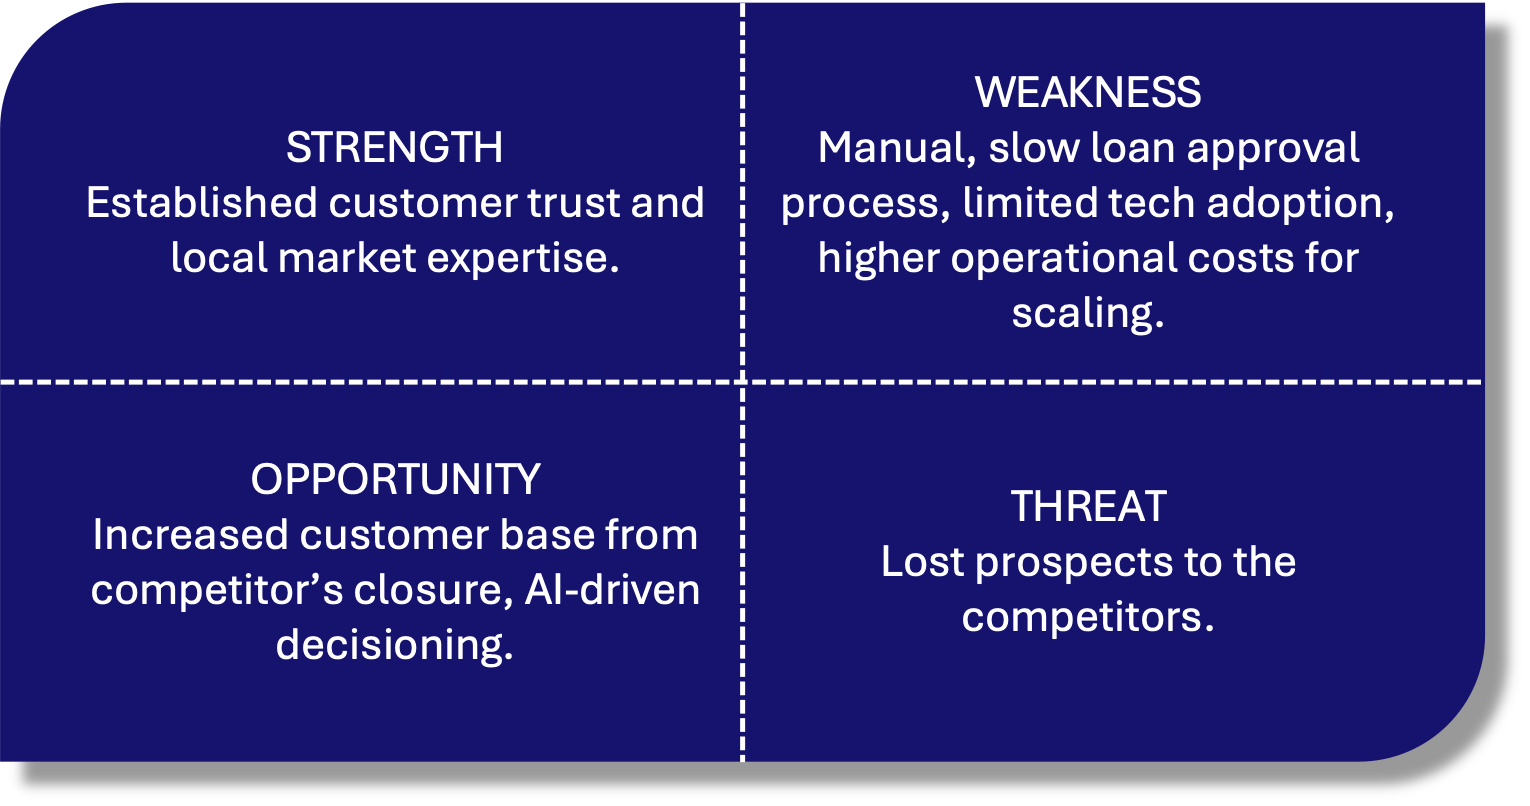 STRENGTH
Established customer trust and
local market expertise.
WEAKNESS
Manual, slow loan approval
process, limited tech adoption,
higher operational costs for
scaling.
OPPORTUNITY
Increased customer base from
competitor’s closure, AI-driven
decisioning.
THREAT
Lost prospects to the
competitors.